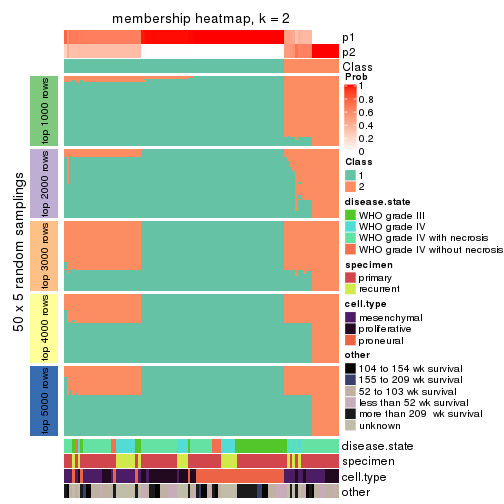 membership heatmap, k = 2
p1
p2
Class
50 x 5 random samplings
top 1000 rows
top 2000 rows
top 3000 rows
top 4000 rows
top 5000 rows
Prob
1
0.8
0.6
0.4
0.2
0
Class
1
2
disease.state
WHO grade III
WHO grade IV
WHO grade IV with necrosis
WHO grade IV without necrosis
specimen
primary
recurrent
cell.type
mesenchymal
proliferative
proneural
other
104 to 154 wk survival
155 to 209 wk survival
52 to 103 wk survival
less than 52 wk survival
more than 209  wk survival
unknown
disease.state
specimen
cell.type
other